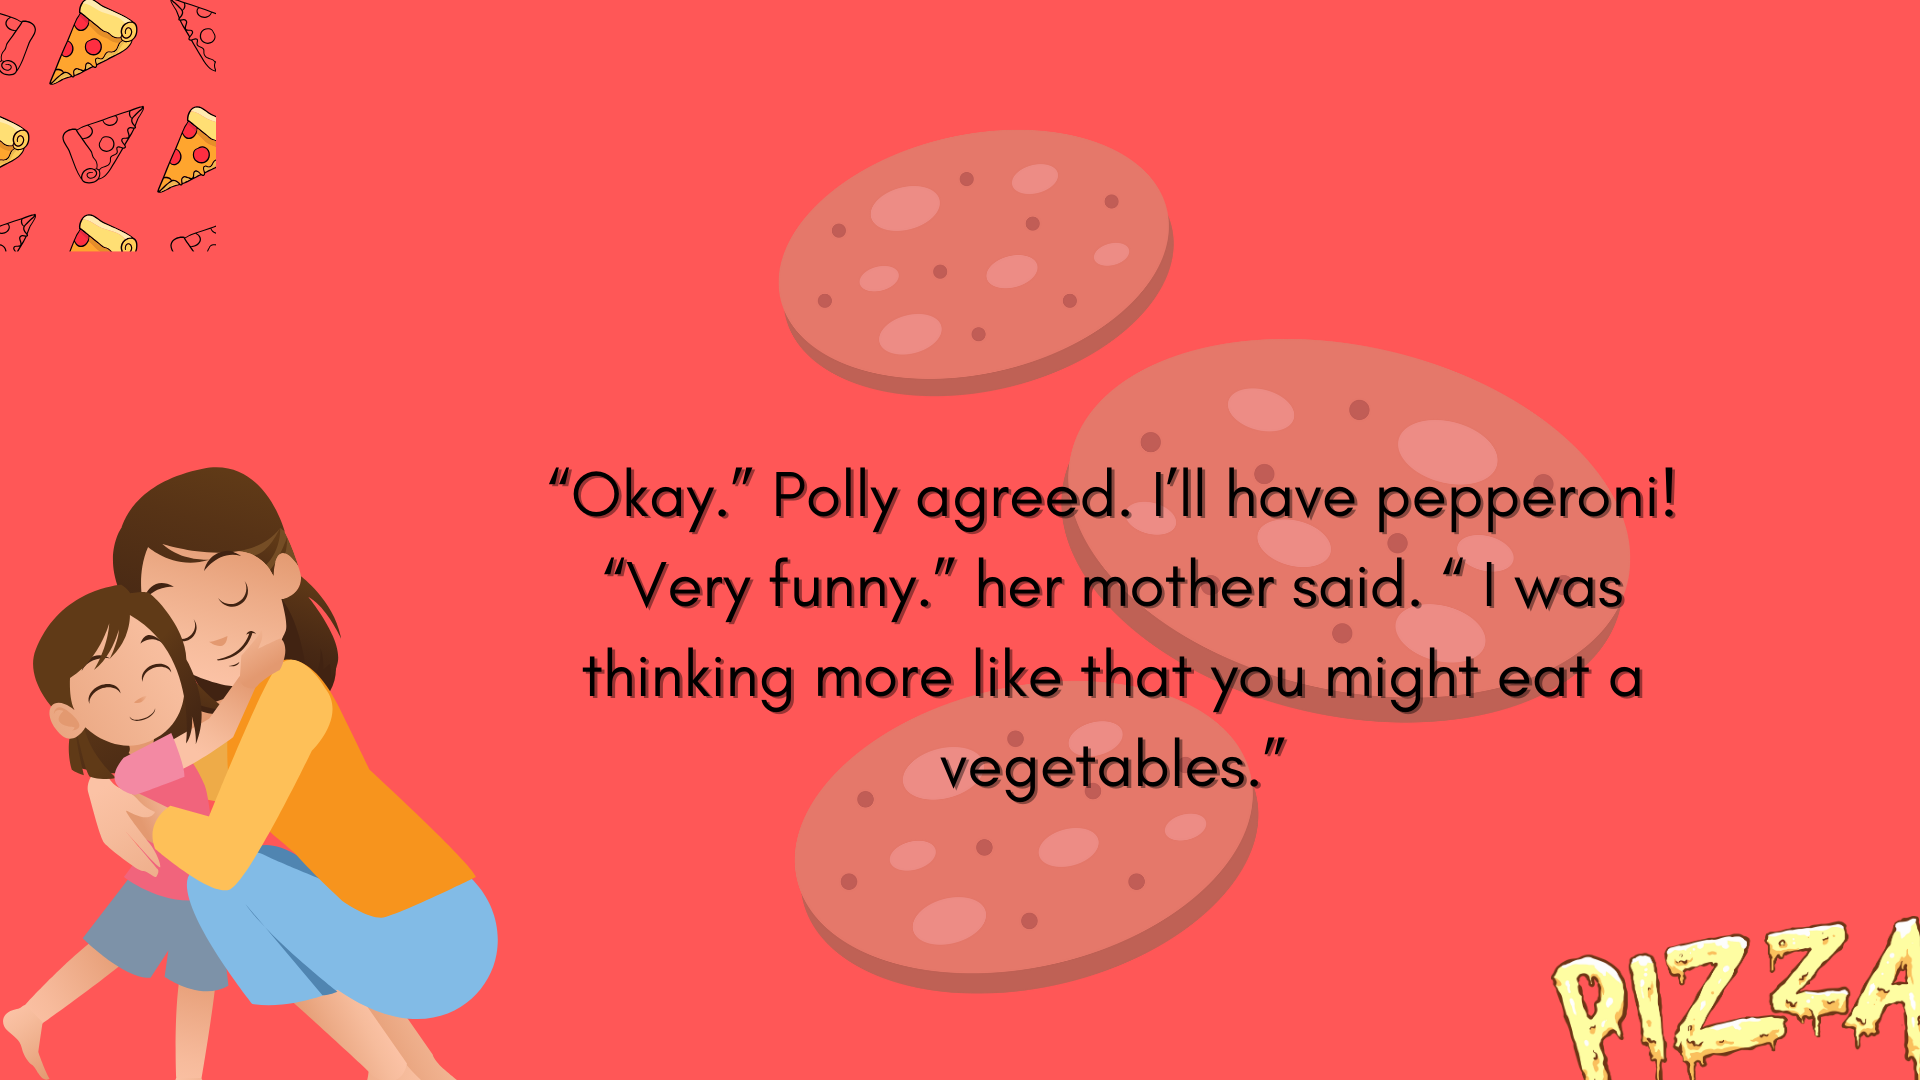 “Okay.” Polly agreed. I’ll have pepperoni!
“Very funny.” her mother said. “ I was
thinking more like that you might eat a
vegetables.”
PIZZA